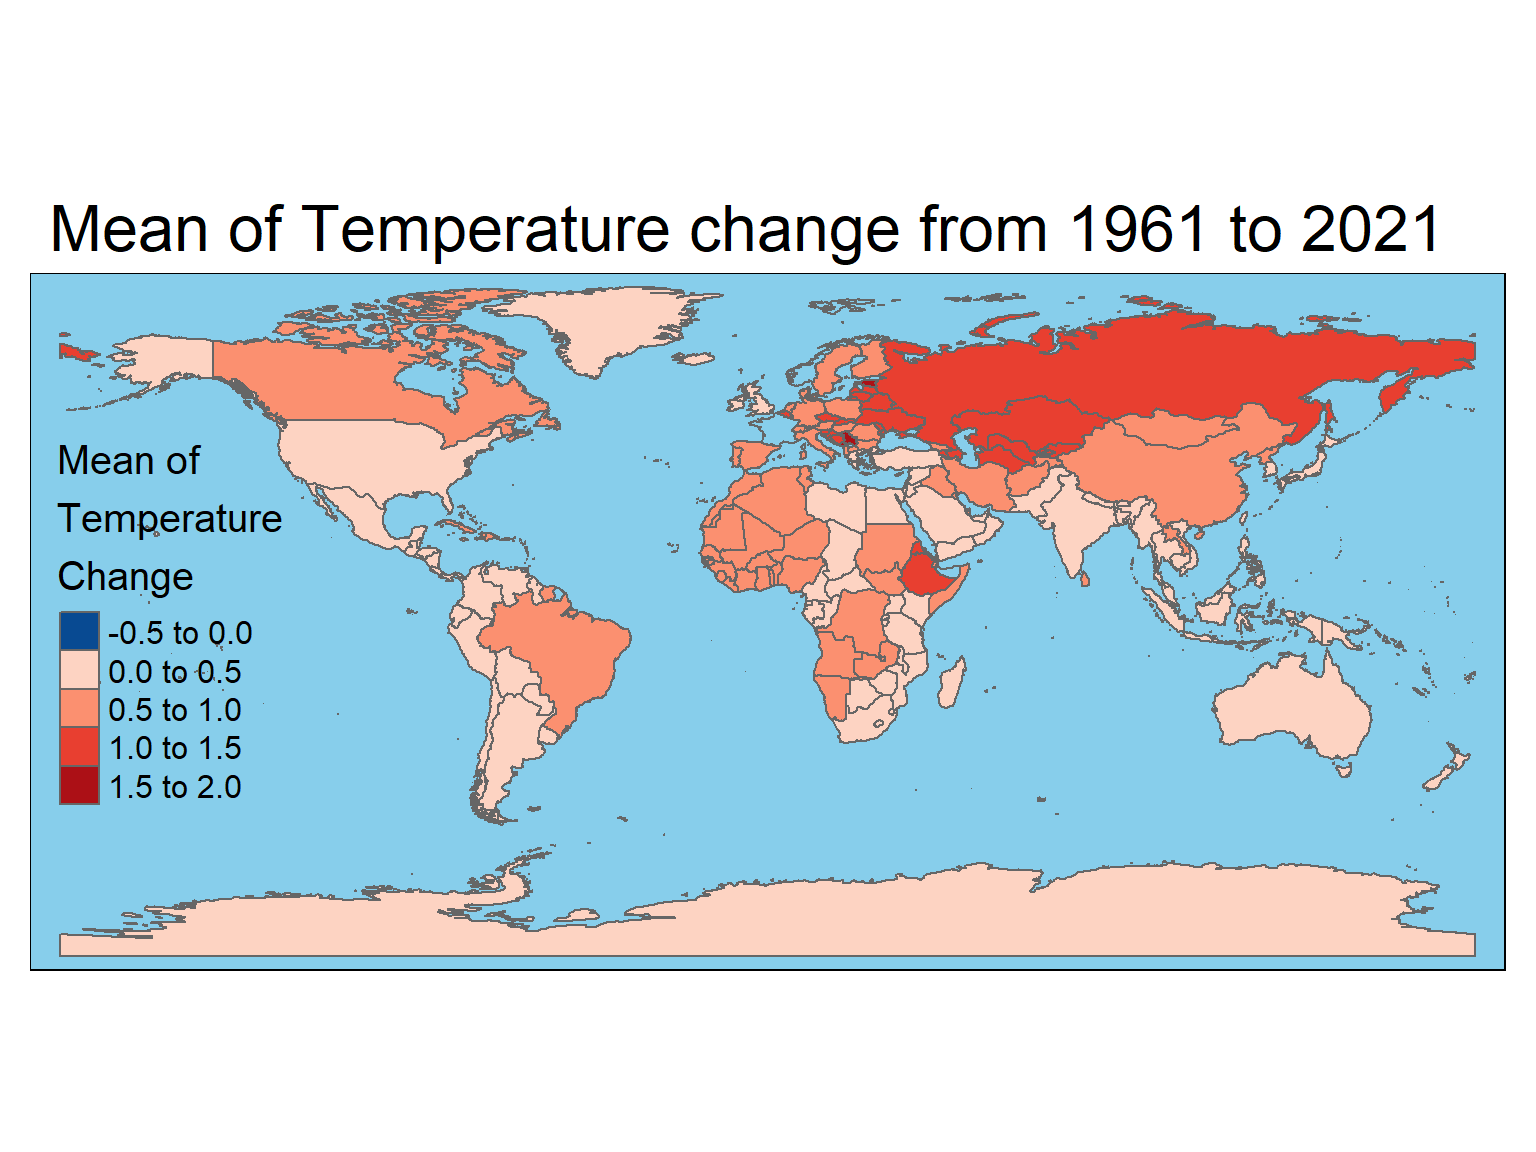 Mean of Temperature change from 1961 to 2021
Mean of
Temperature
Change
-0.5 to 0.0
0.0 to 0.5
0.5 to 1.0
1.0 to 1.5
1.5 to 2.0